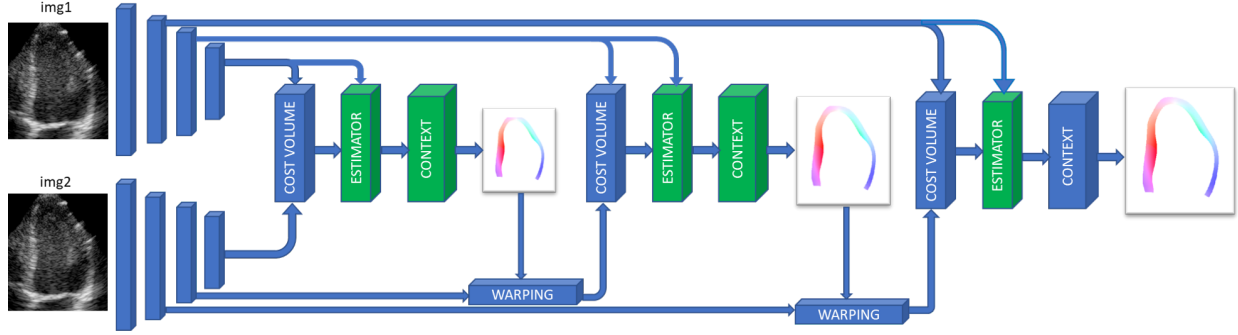 img1
img2
COST VOLUME
ESTIMATOR
CONTEXT
WARPING
COST VOLUME
ESTIMATOR
CONTEXT
WARPING
COST VOLUME
ESTIMATOR
CONTEXT